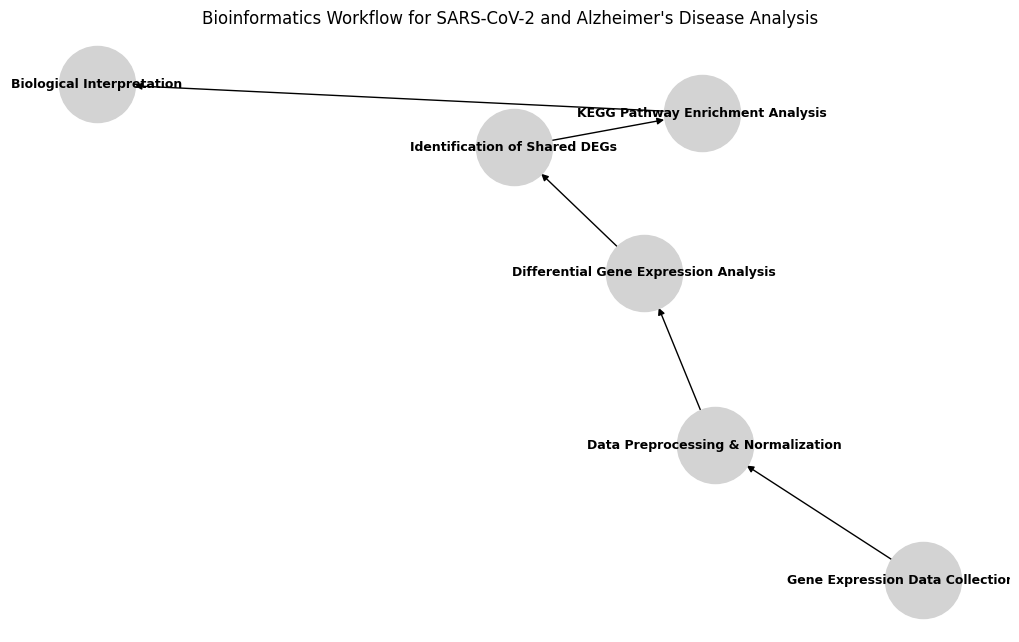 Bioinformatics Workflow for SARS-CoV-2 and Alzheimer's Disease Analysis
Biological Interpretation
KEGG Pathway Enrichment Analysis
Identification of Shared DEGs
Differential Gene Expression Analysis
Data Preprocessing & Normalization
Gene Expression Data Collection